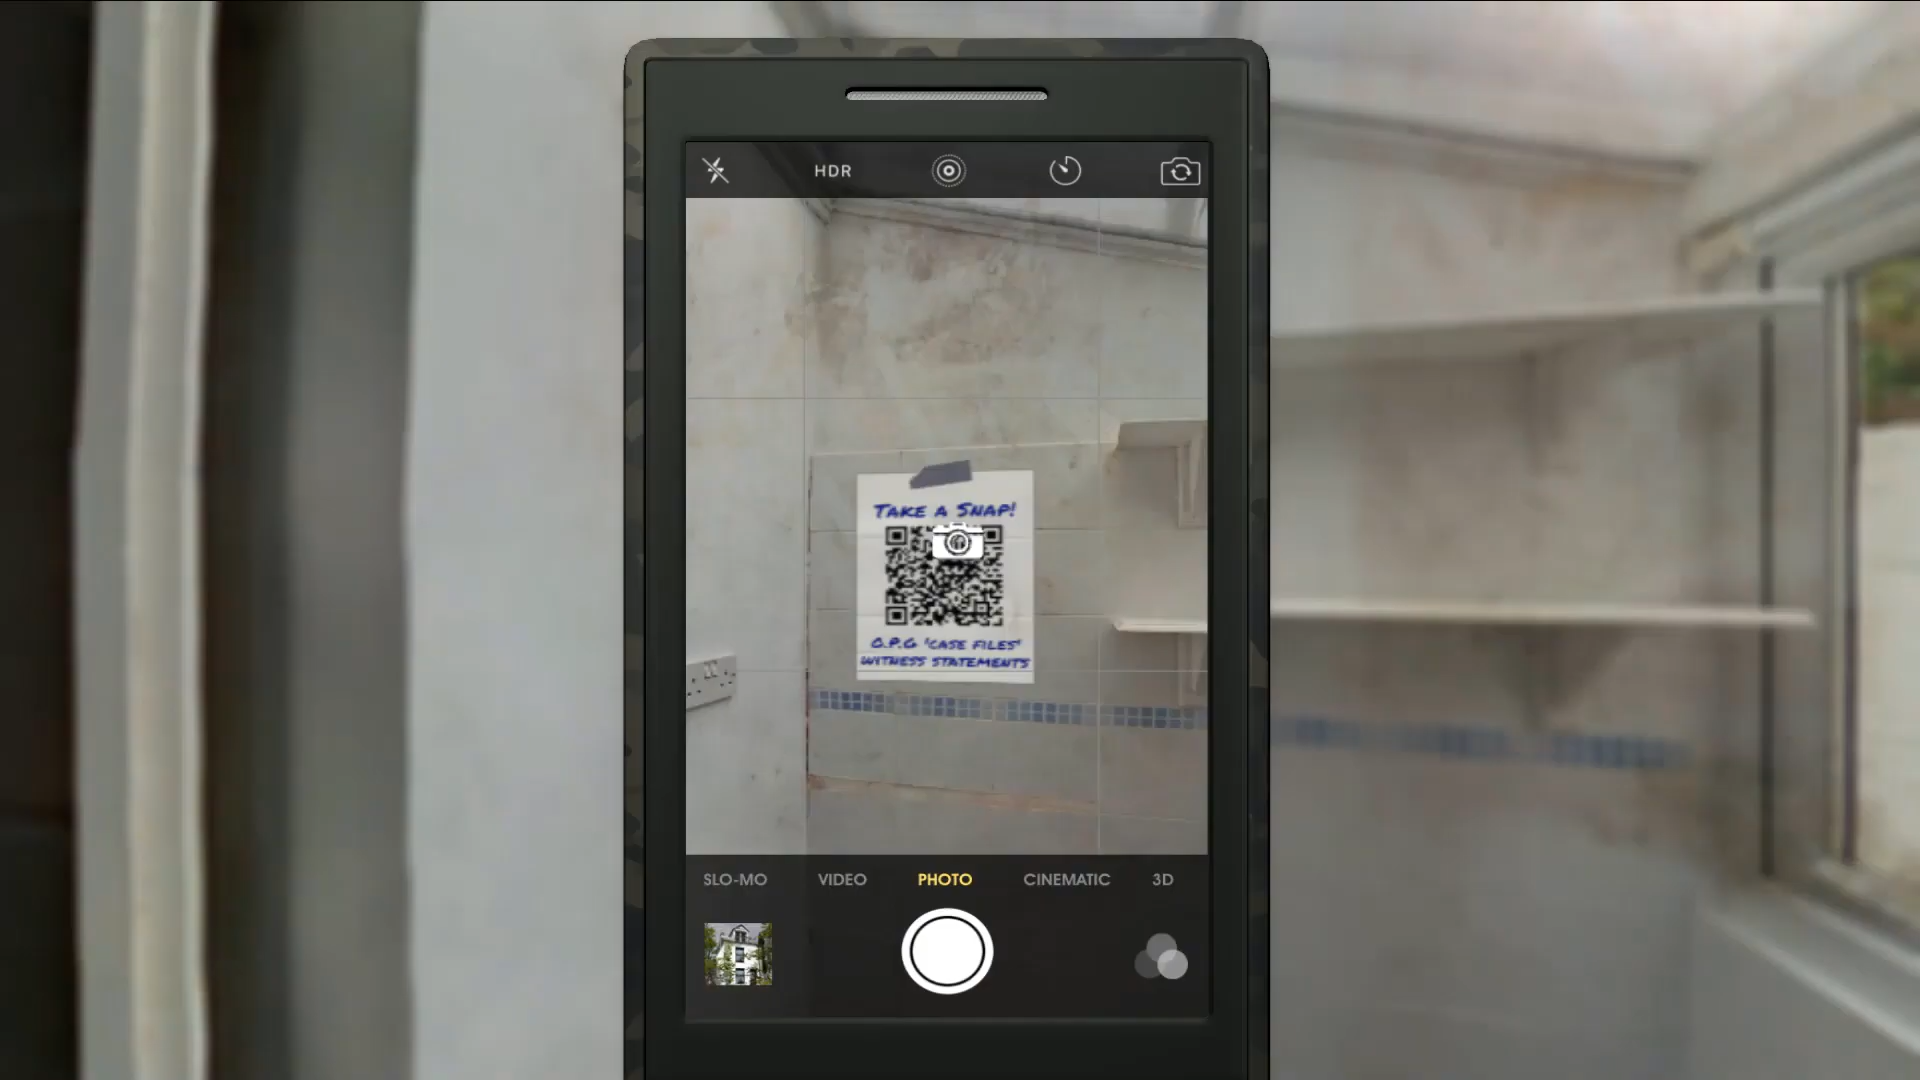 HDR
TAKE A SNAP!
O.P.G 'CASE FILES'
WITNESS STATEMENTS
SLO-MO VIDEO PHOTO CINEMATIC 3D